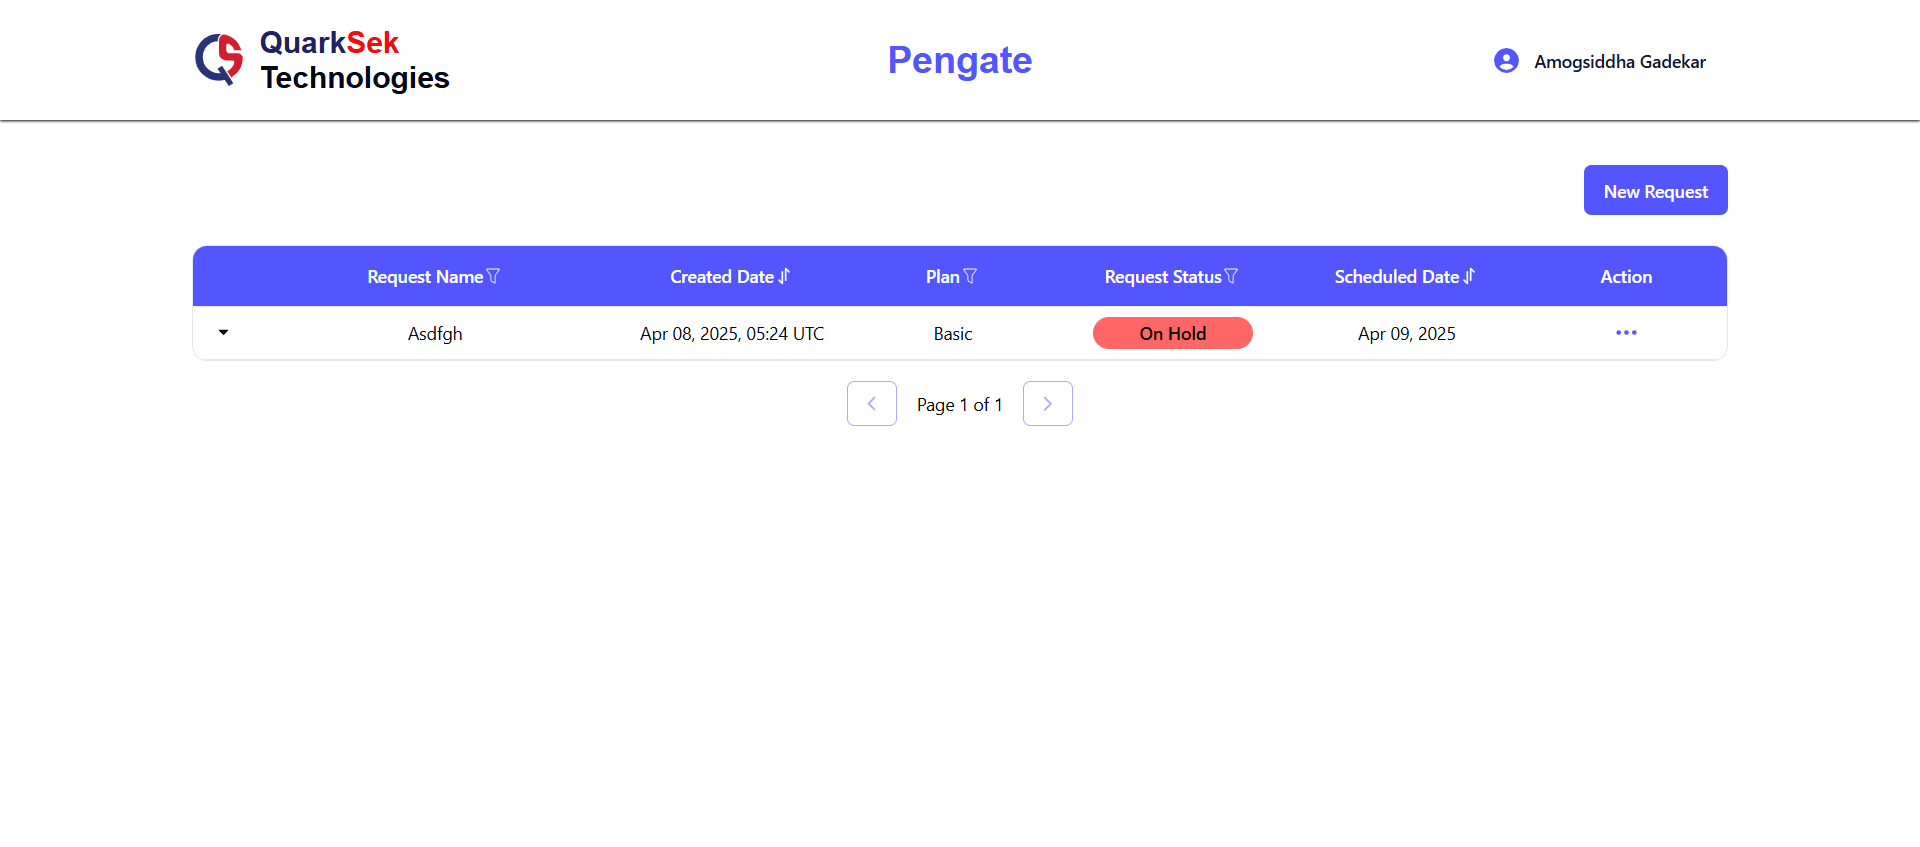 QuarkSek
Technologies
Pengate
Amogsiddha Gadekar
New Request
Request Name Created Date Plan Request Status Scheduled Date Action
Asdfgh Apr 08, 2025, 05:24 UTC Basic On Hold Apr 09, 2025
Page 1 of 1